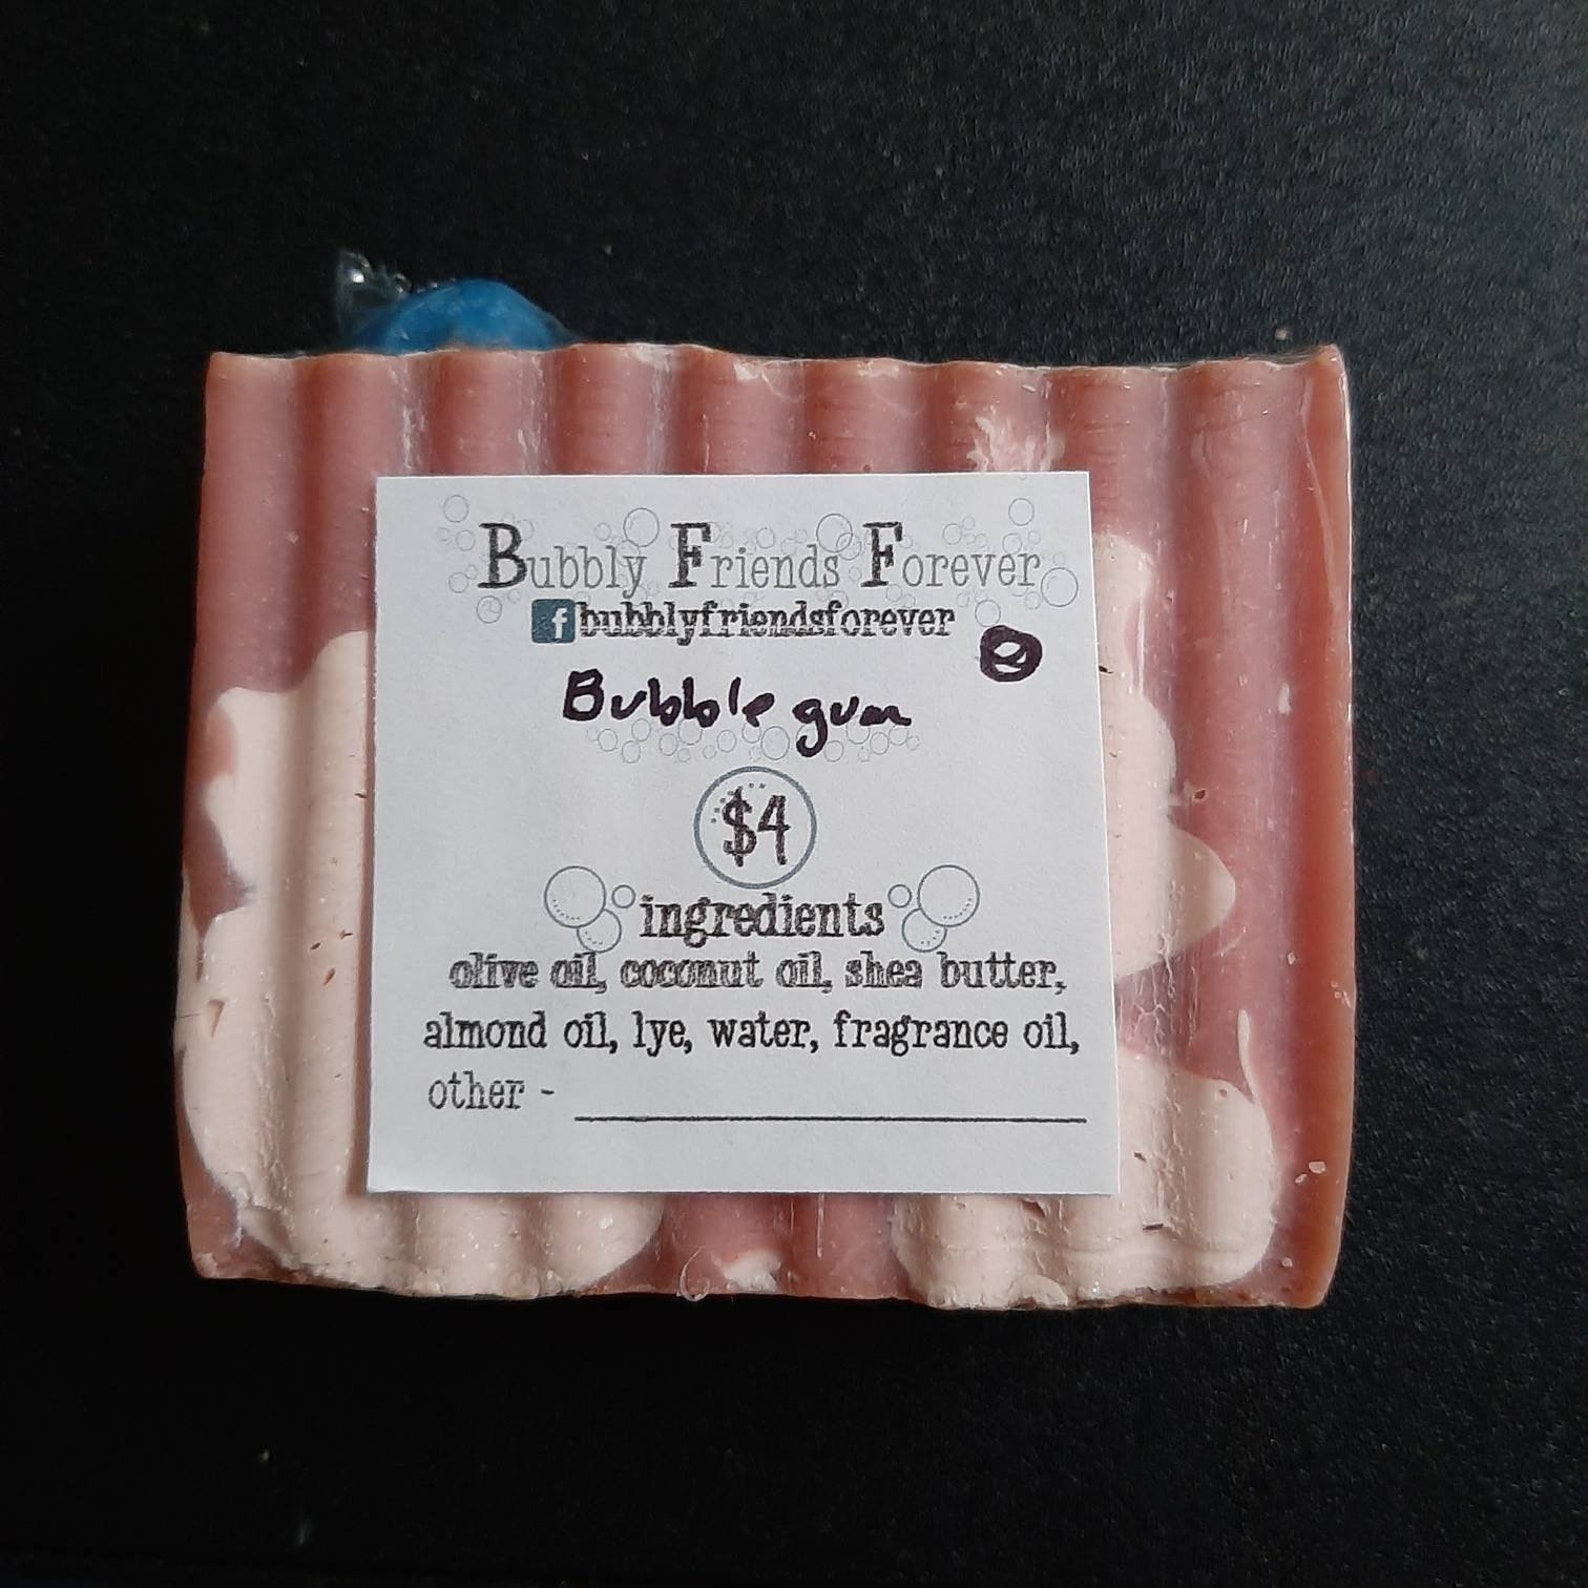 Bubbly Friends Forever
f bubblyfriendsforever
Bubble gum
$4
ingredients
olive oil, coconut oil, shea butter,
almond oil, lye, water, fragrance oil,
other -